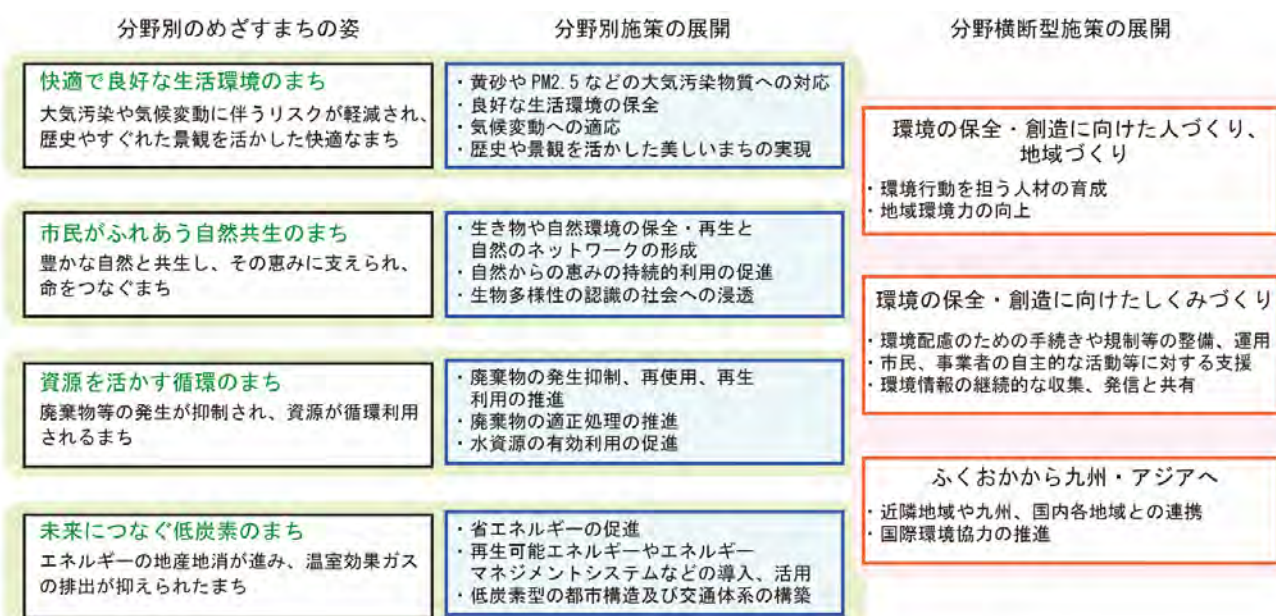 分野別のめざすまちの姿
分野別施策の展開
分野横断型施策の展開
快適で良好な生活環境のまち
大気汚染や気候変動に伴うリスクが軽減され、
歴史やすぐれた景観を活かした快適なまち
・黄砂やPM2.5などの大気汚染物質への対応
・良好な生活環境の保全
・気候変動への適応
・歴史や景観を活かした美しいまちの実現
市民がふれあう自然共生のまち
豊かな自然と共生し、その恵みに支えられ、
命をつなぐまち
・生き物や自然環境の保全・再生と
自然のネットワークの形成
・自然からの恵みの持続的利用の促進
・生物多様性の認識の社会への浸透
資源を活かす循環のまち
廃棄物等の発生が抑制され、資源が循環利用
されるまち
・廃棄物の発生抑制、再使用、再生
利用の推進
・廃棄物の適正処理の推進
・水資源の有効利用の促進
未来につなぐ低炭素のまち
エネルギーの地産地消が進み、温室効果ガス
の排出が抑えられたまち
・省エネルギーの促進
・再生可能エネルギーやエネルギー
マネジメントシステムなどの導入、活用
・低炭素型の都市構造及び交通体系の構築
環境の保全・創造に向けた人づくり、
地域づくり
・環境行動を担う人材の育成
・地域環境力の向上
環境の保全・創造に向けたしくみづくり
・環境配慮のための手続きや規制等の整備、運用
・市民、事業者の自主的な活動等に対する支援
・環境情報の継続的な収集、発信と共有
ふくおかから九州・アジアへ
・近隣地域や九州、国内各地域との連携
・国際環境協力の推進